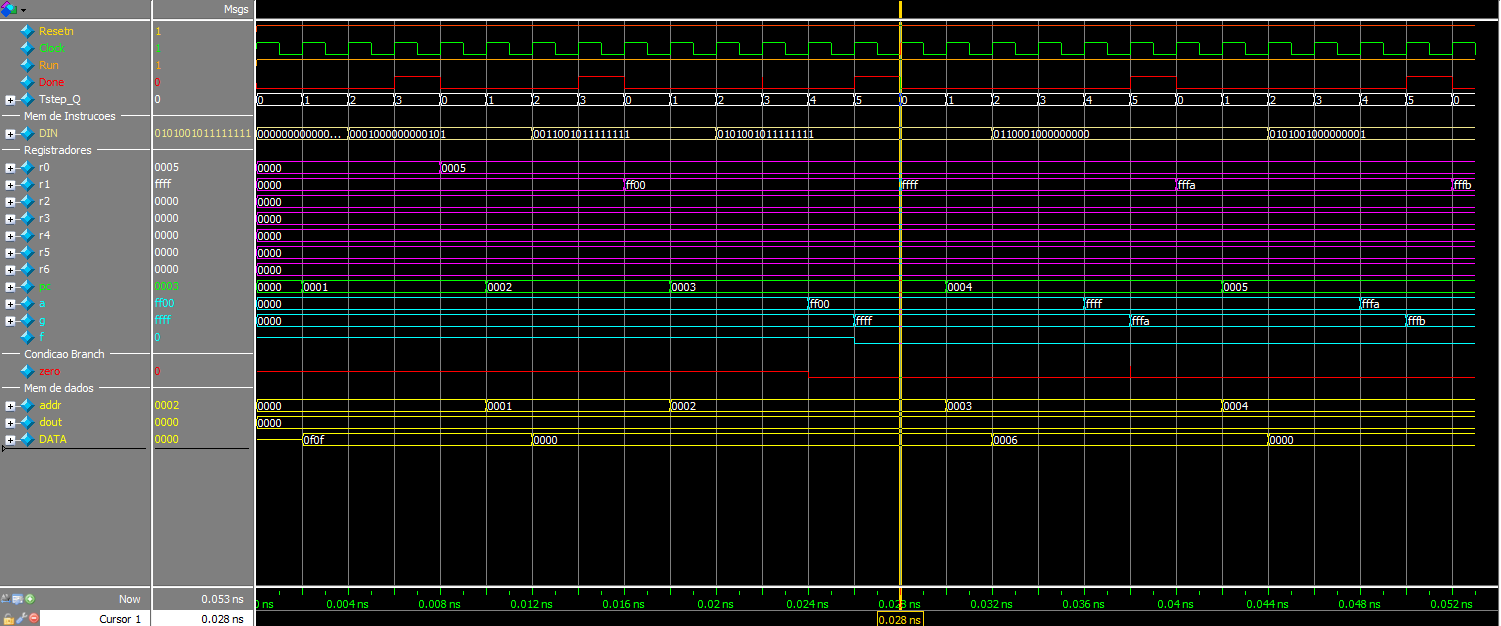 Msgs
Resetn 1
Clock 1
Run 1
Done 0
Tstep_Q 0 0 1 2 3 0 1 2 3 0 1 2 3 4 5 0 1 2 3 4 5 0 1 2 3 4 5 0
Mem de Instrucoes
DIN 0101001011111111 0000000000000... 0001000000000101 0011001011111111 0101001011111111 0110001000000000 0101001000000001
Registradores
r0 0005 0000 0005
r1 ffff 0000 ff00 ffff fffa fffb
r2 0000 0000
r3 0000 0000
r4 0000 0000
r5 0000 0000
r6 0000 0000
pc 0003 0000 0001 0002 0003 0004 0005
a ff00 0000 ff00 ffff fffa
g ffff 0000 ffff fffa fffb
f 0
Condicao Branch
zero 0
Mem de dados
addr 0002 0000 0001 0002 0003 0004
dout 0000 0000
DATA 0000 0f0f 0000 0006 0000
Now 0.053 ns ns 0.004 ns 0.008 ns 0.012 ns 0.016 ns 0.02 ns 0.024 ns 0.028 ns 0.032 ns 0.036 ns 0.04 ns 0.044 ns 0.048 ns 0.052 ns
Cursor 1 0.028 ns 0.028 ns